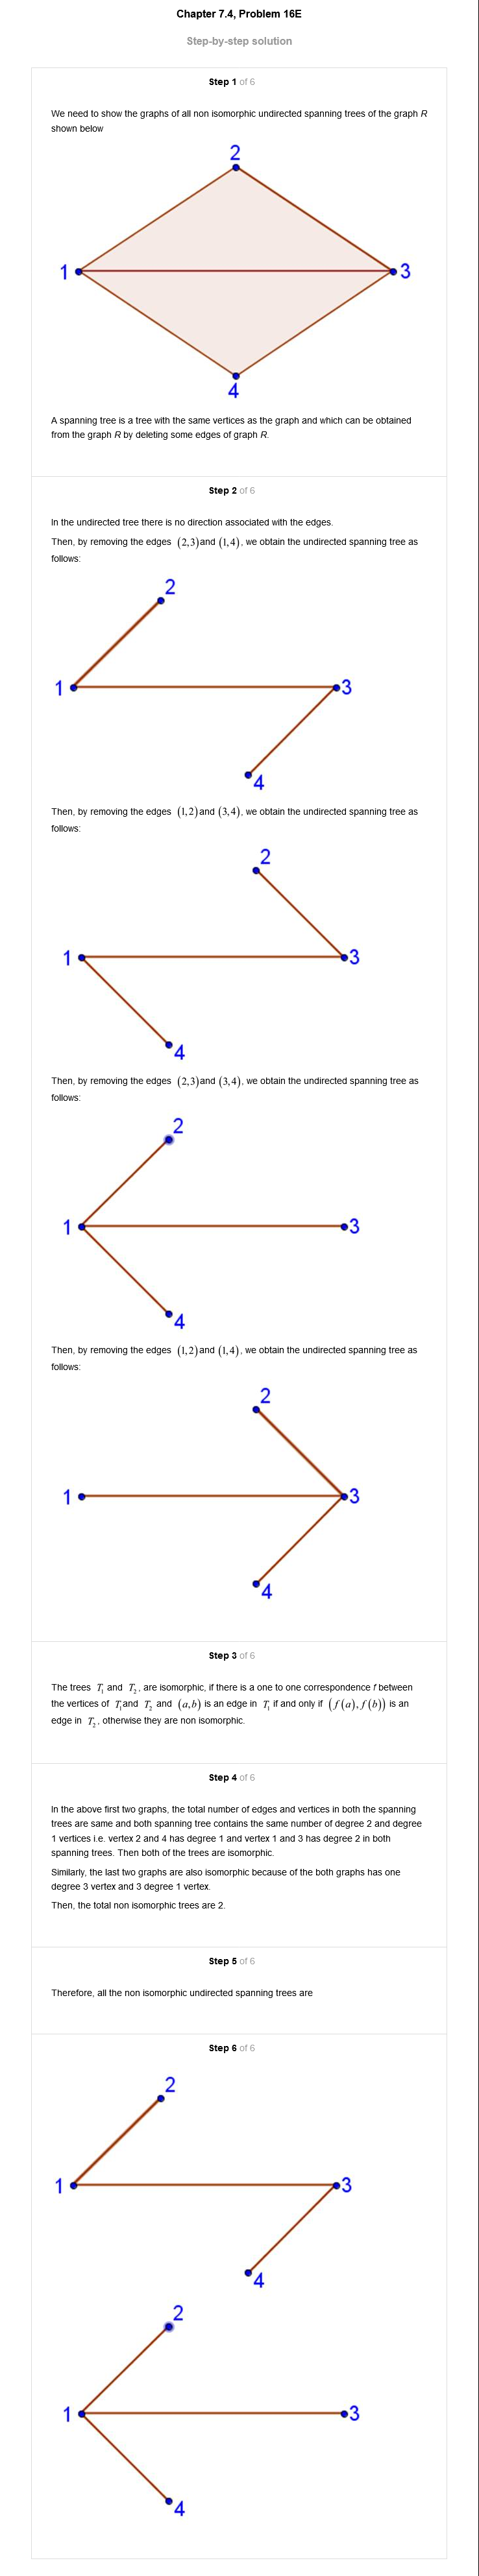 Chapter 7.4, Problem 16E
Step-by-step solution
Step 1 of 6
We need to show the graphs of all non isomorphic undirected spanning trees of the graph R
shown below
2
1
3
4
A spanning tree is a tree with the same vertices as the graph and which can be obtained
from the graph R by deleting some edges of graph R.
Step 2 of 6
In the undirected tree there is no direction associated with the edges.
Then, by removing the edges (2,3) and (1,4), we obtain the undirected spanning tree as
follows:
2
1
3
4
Then, by removing the edges (1,2) and (3,4), we obtain the undirected spanning tree as
follows:
2
1
3
4
Then, by removing the edges (2,3) and (3,4), we obtain the undirected spanning tree as
follows:
2
1
3
4
Then, by removing the edges (1,2) and (1,4), we obtain the undirected spanning tree as
follows:
2
1
3
4
Step 3 of 6
The trees T₁ and T₂, are isomorphic, if there is a one to one correspondence f between
the vertices of T₁ and T₂ and (a,b) is an edge in T₁ if and only if (f(a), f(b)) is an
edge in T₂, otherwise they are non isomorphic.
Step 4 of 6
In the above first two graphs, the total number of edges and vertices in both the spanning
trees are same and both spanning tree contains the same number of degree 2 and degree
1 vertices i.e. vertex 2 and 4 has degree 1 and vertex 1 and 3 has degree 2 in both
spanning trees. Then both of the trees are isomorphic.
Similarly, the last two graphs are also isomorphic because of the both graphs has one
degree 3 vertex and 3 degree 1 vertex.
Then, the total non isomorphic trees are 2.
Step 5 of 6
Therefore, all the non isomorphic undirected spanning trees are
Step 6 of 6
2
1
3
4
2
1
3
4